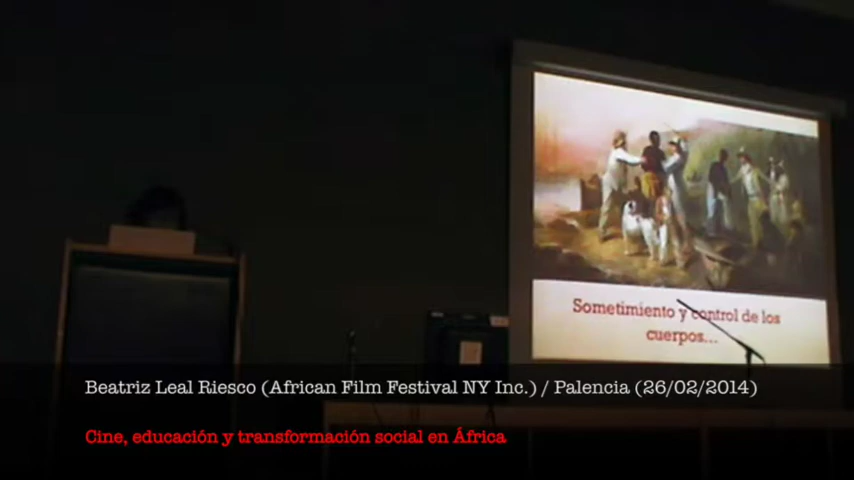 Sometimiento y control de los
cuerpos...
Beatriz Leal Riesco (African Film Festival NY Inc.) / Palencia (26/02/2014)
Cine, educación y transformación social en África